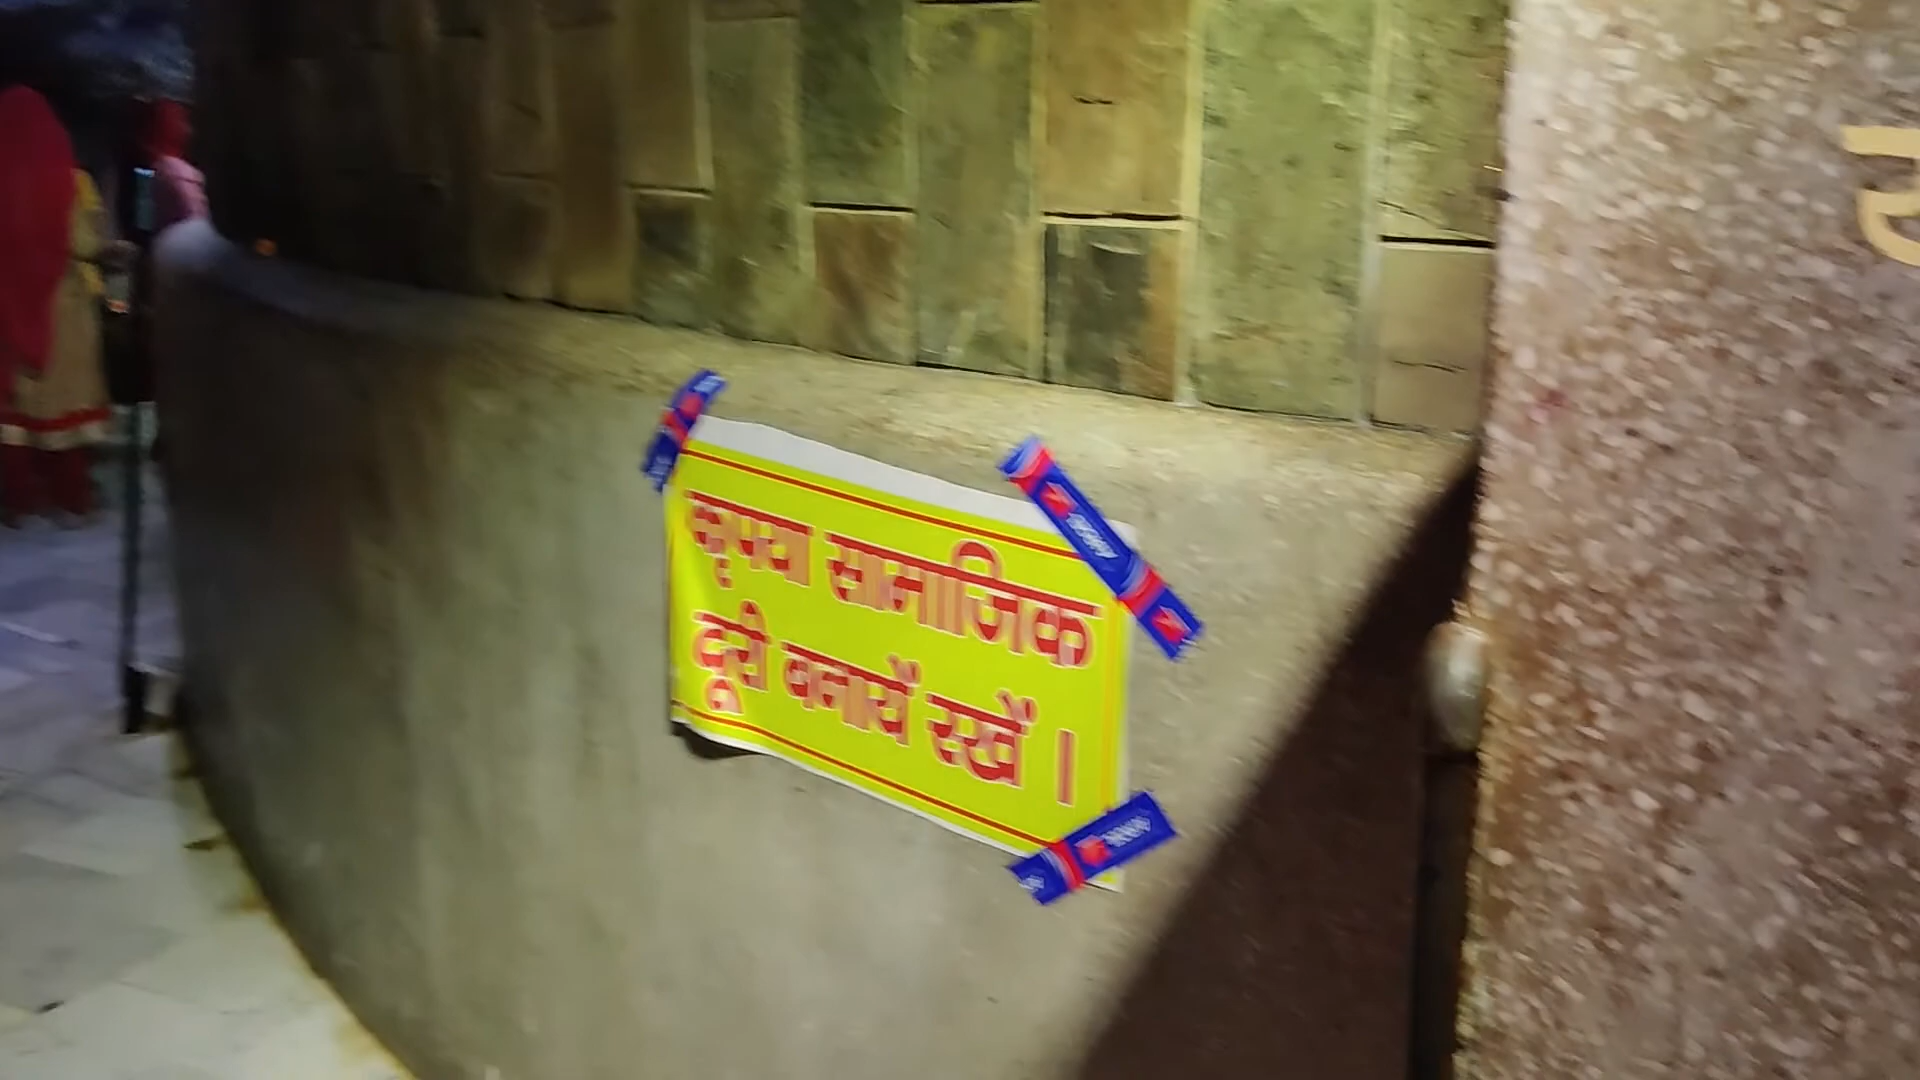 कृपया सामाजिक
दूरी बनायें रखें ।